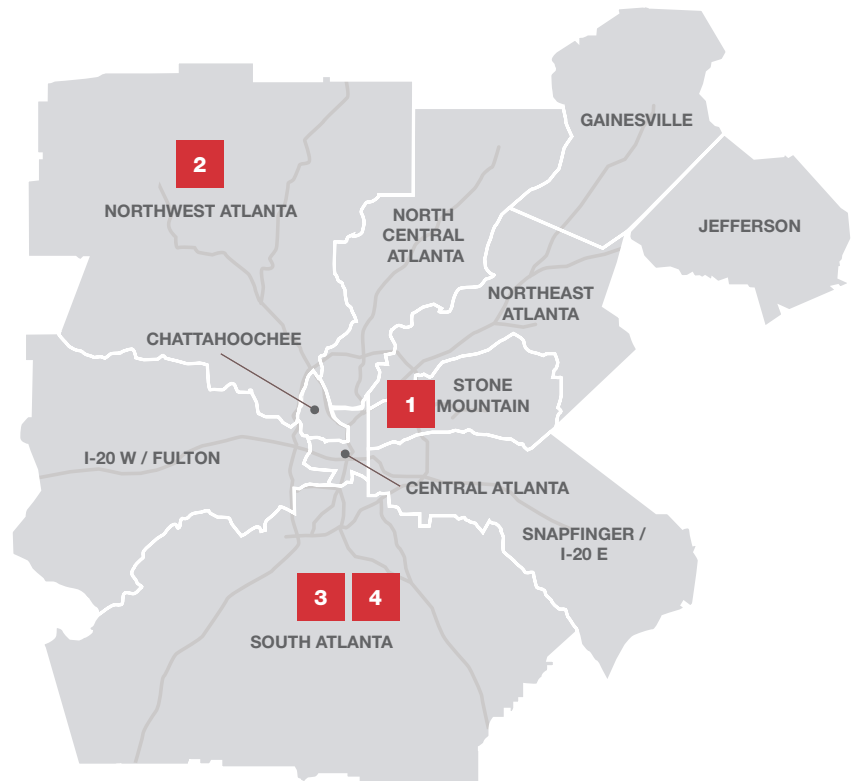 GAINESVILLE
2
NORTHWEST ATLANTA
NORTH
CENTRAL
ATLANTA
JEFFERSON
NORTHEAST
ATLANTA
CHATTAHOOCHEE
1
STONE
MOUNTAIN
I-20 W / FULTON
CENTRAL ATLANTA
SNAPFINGER /
I-20 E
3
4
SOUTH ATLANTA